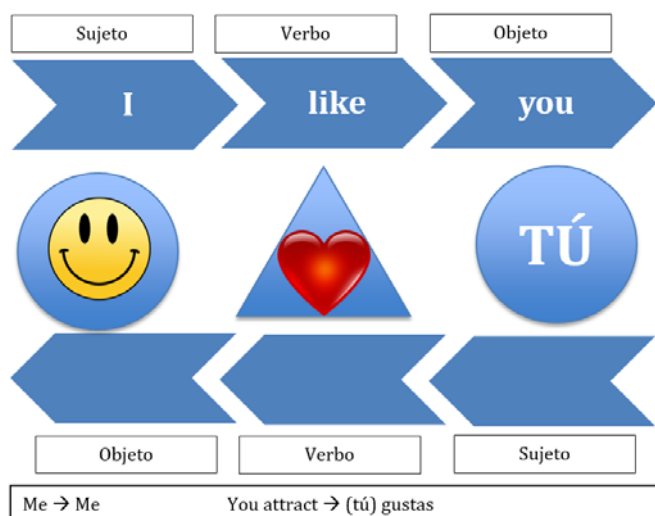 Sujeto Verbo Objeto
I like you
TÚ
Objeto Verbo Sujeto
Me → Me You attract → (tú) gustas